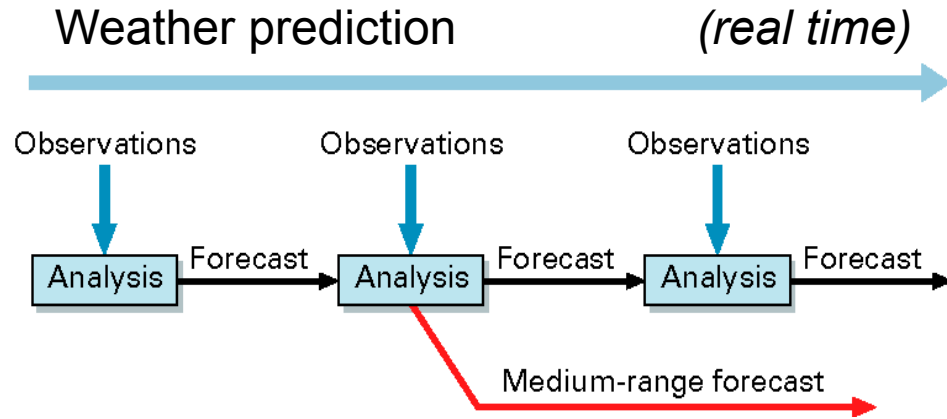 Weather prediction (real time)
Observations Observations Observations
Analysis Forecast Analysis Forecast Analysis Forecast
Medium-range forecast